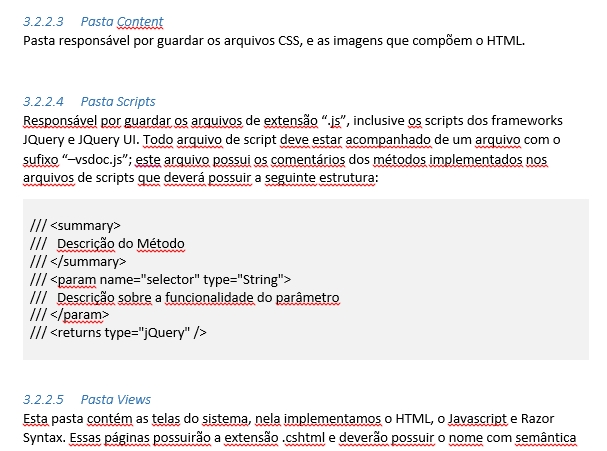 3.2.2.3 Pasta Content
Pasta responsável por guardar os arquivos CSS, e as imagens que compõem o HTML.
3.2.2.4 Pasta Scripts
Responsável por guardar os arquivos de extensão “.js”, inclusive os scripts dos frameworks
JQuery e JQuery UI. Todo arquivo de script deve estar acompanhado de um arquivo com o
sufixo “–vsdoc.js”; este arquivo possui os comentários dos métodos implementados nos
arquivos de scripts que deverá possuir a seguinte estrutura:
/// <summary>
/// Descrição do Método
/// </summary>
/// <param name="selector" type="String">
/// Descrição sobre a funcionalidade do parâmetro
/// </param>
/// <returns type="jQuery" />
3.2.2.5 Pasta Views
Esta pasta contém as telas do sistema, nela implementamos o HTML, o Javascript e Razor
Syntax. Essas páginas possuirão a extensão .cshtml e deverão possuir o nome com semântica